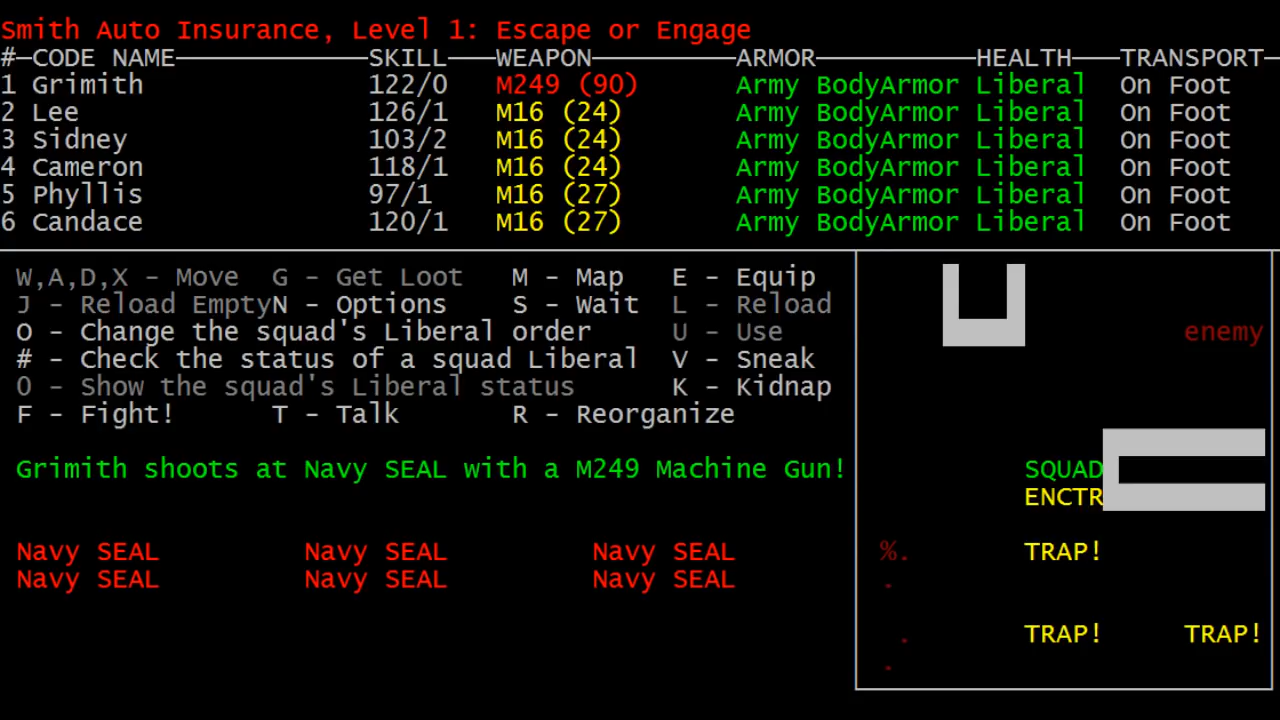 Smith Auto Insurance, Level 1: Escape or Engage
# CODE NAME SKILL WEAPON ARMOR HEALTH TRANSPORT
1 Grimith 122/0 M249 (90) Army BodyArmor Liberal On Foot
2 Lee 126/1 M16 (24) Army BodyArmor Liberal On Foot
3 Sidney 103/2 M16 (24) Army BodyArmor Liberal On Foot
4 Cameron 118/1 M16 (24) Army BodyArmor Liberal On Foot
5 Phyllis 97/1 M16 (27) Army BodyArmor Liberal On Foot
6 Candace 120/1 M16 (27) Army BodyArmor Liberal On Foot
W,A,D,X - Move G - Get Loot M - Map E - Equip
J - Reload EmptyN - Options S - Wait L - Reload
O - Change the squad's Liberal order U - Use
# - Check the status of a squad Liberal V - Sneak
0 - Show the squad's Liberal status K - Kidnap
F - Fight! T - Talk R - Reorganize
Grimith shoots at Navy SEAL with a M249 Machine Gun!
Navy SEAL Navy SEAL Navy SEAL
Navy SEAL Navy SEAL Navy SEAL
enemy
SQUAD
ENCTR
%. TRAP!
.
. TRAP! TRAP!
.